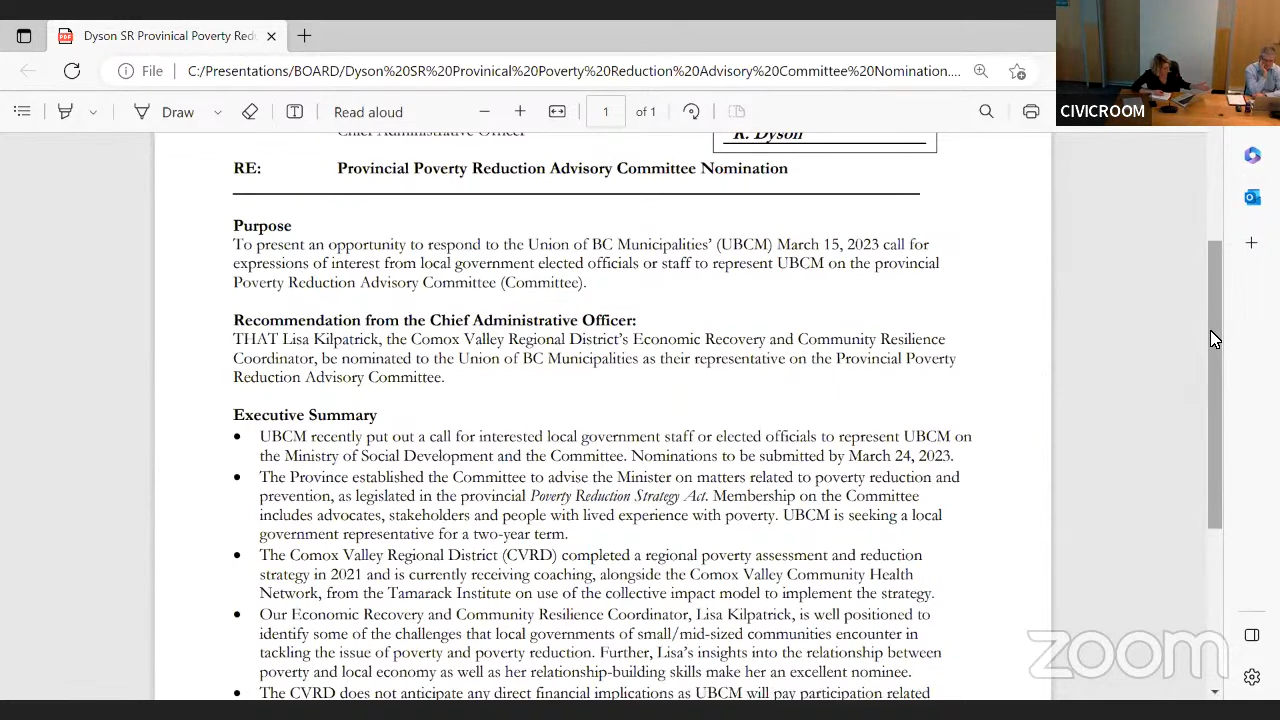 Dyson SR Provinical Poverty Red
File
C:/Presentations/BOARD/Dyson%20SR%20Provinical%20Poverty%20Reduction%20Advisory%20Committee%20Nomination....
Draw
Read aloud
1
of 1
CIVICROOM
Chief Administrative Officer
R. Dyson
RE: Provincial Poverty Reduction Advisory Committee Nomination
Purpose
To present an opportunity to respond to the Union of BC Municipalities’ (UBCM) March 15, 2023 call for
expressions of interest from local government elected officials or staff to represent UBCM on the provincial
Poverty Reduction Advisory Committee (Committee).
Recommendation from the Chief Administrative Officer:
THAT Lisa Kilpatrick, the Comox Valley Regional District’s Economic Recovery and Community Resilience
Coordinator, be nominated to the Union of BC Municipalities as their representative on the Provincial Poverty
Reduction Advisory Committee.
Executive Summary
• UBCM recently put out a call for interested local government staff or elected officials to represent UBCM on
the Ministry of Social Development and the Committee. Nominations to be submitted by March 24, 2023.
• The Province established the Committee to advise the Minister on matters related to poverty reduction and
prevention, as legislated in the provincial Poverty Reduction Strategy Act. Membership on the Committee
includes advocates, stakeholders and people with lived experience with poverty. UBCM is seeking a local
government representative for a two-year term.
• The Comox Valley Regional District (CVRD) completed a regional poverty assessment and reduction
strategy in 2021 and is currently receiving coaching, alongside the Comox Valley Community Health
Network, from the Tamarack Institute on use of the collective impact model to implement the strategy.
• Our Economic Recovery and Community Resilience Coordinator, Lisa Kilpatrick, is well positioned to
identify some of the challenges that local governments of small/mid-sized communities encounter in
tackling the issue of poverty and poverty reduction. Further, Lisa’s insights into the relationship between
poverty and local economy as well as her relationship-building skills make her an excellent nominee.
• The CVRD does not anticipate any direct financial implications as UBCM will pay participation related
zoom